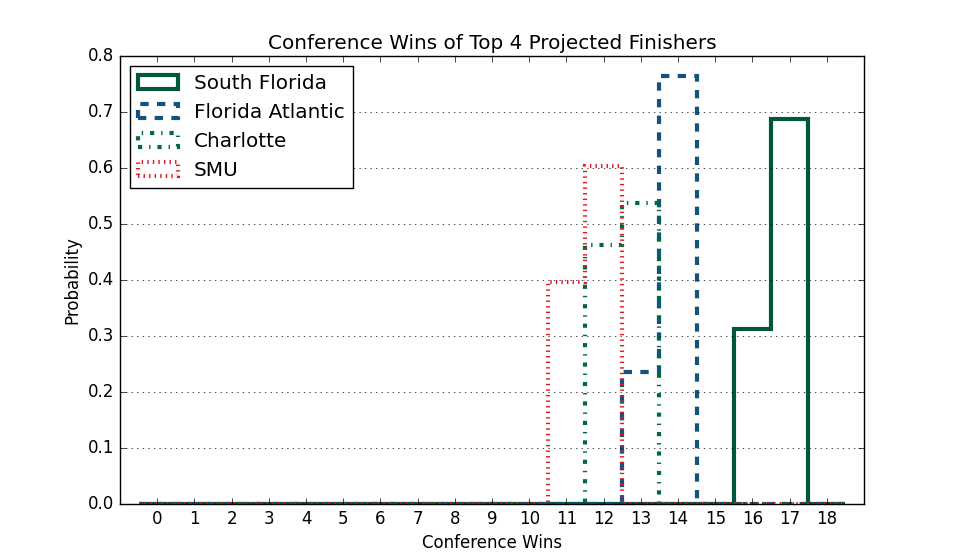 Conference Wins of Top 4 Projected Finishers
South Florida
Florida Atlantic
Charlotte
SMU
Probability
0.8
0.7
0.6
0.5
0.4
0.3
0.2
0.1
0.0
0 1 2 3 4 5 6 7 8 9 10 11 12 13 14 15 16 17 18
Conference Wins